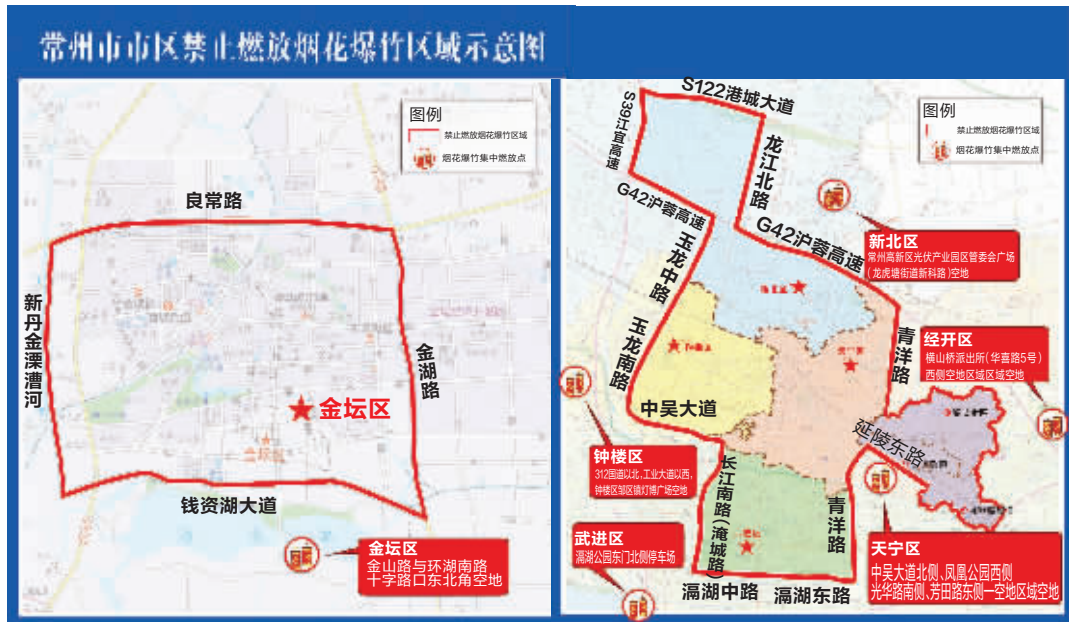 常州市市区禁止燃放烟花爆竹区域示意图
图例
禁止燃放烟花爆竹区域
烟花爆竹集中燃放点
良常路
新丹金溧漕河
金湖路
金坛区
钱资湖大道
金坛区
金山路与环湖南路
十字路口东北角空地
图例
禁止燃放烟花爆竹区域
烟花爆竹集中燃放点
S122港城大道
S39江宜高速
龙江北路
G42沪蓉高速
G42沪蓉高速
玉龙中路
新北区
常州高新区光伏产业园区管委会广场
(龙虎塘街道新科路)空地
玉龙南路
青洋路
经开区
横山桥派出所(华喜路5号)
西侧空地区域区域空地
中吴大道
延陵东路
钟楼区
312国道以北,工业大道以西,
钟楼区邹区镇灯博广场空地
长江南路(淹城路)
青洋路
武进区
滆湖公园东门北侧停车场
天宁区
中吴大道北侧、凤凰公园西侧
光华路南侧、芳田路东侧一空地区域空地
滆湖中路
滆湖东路